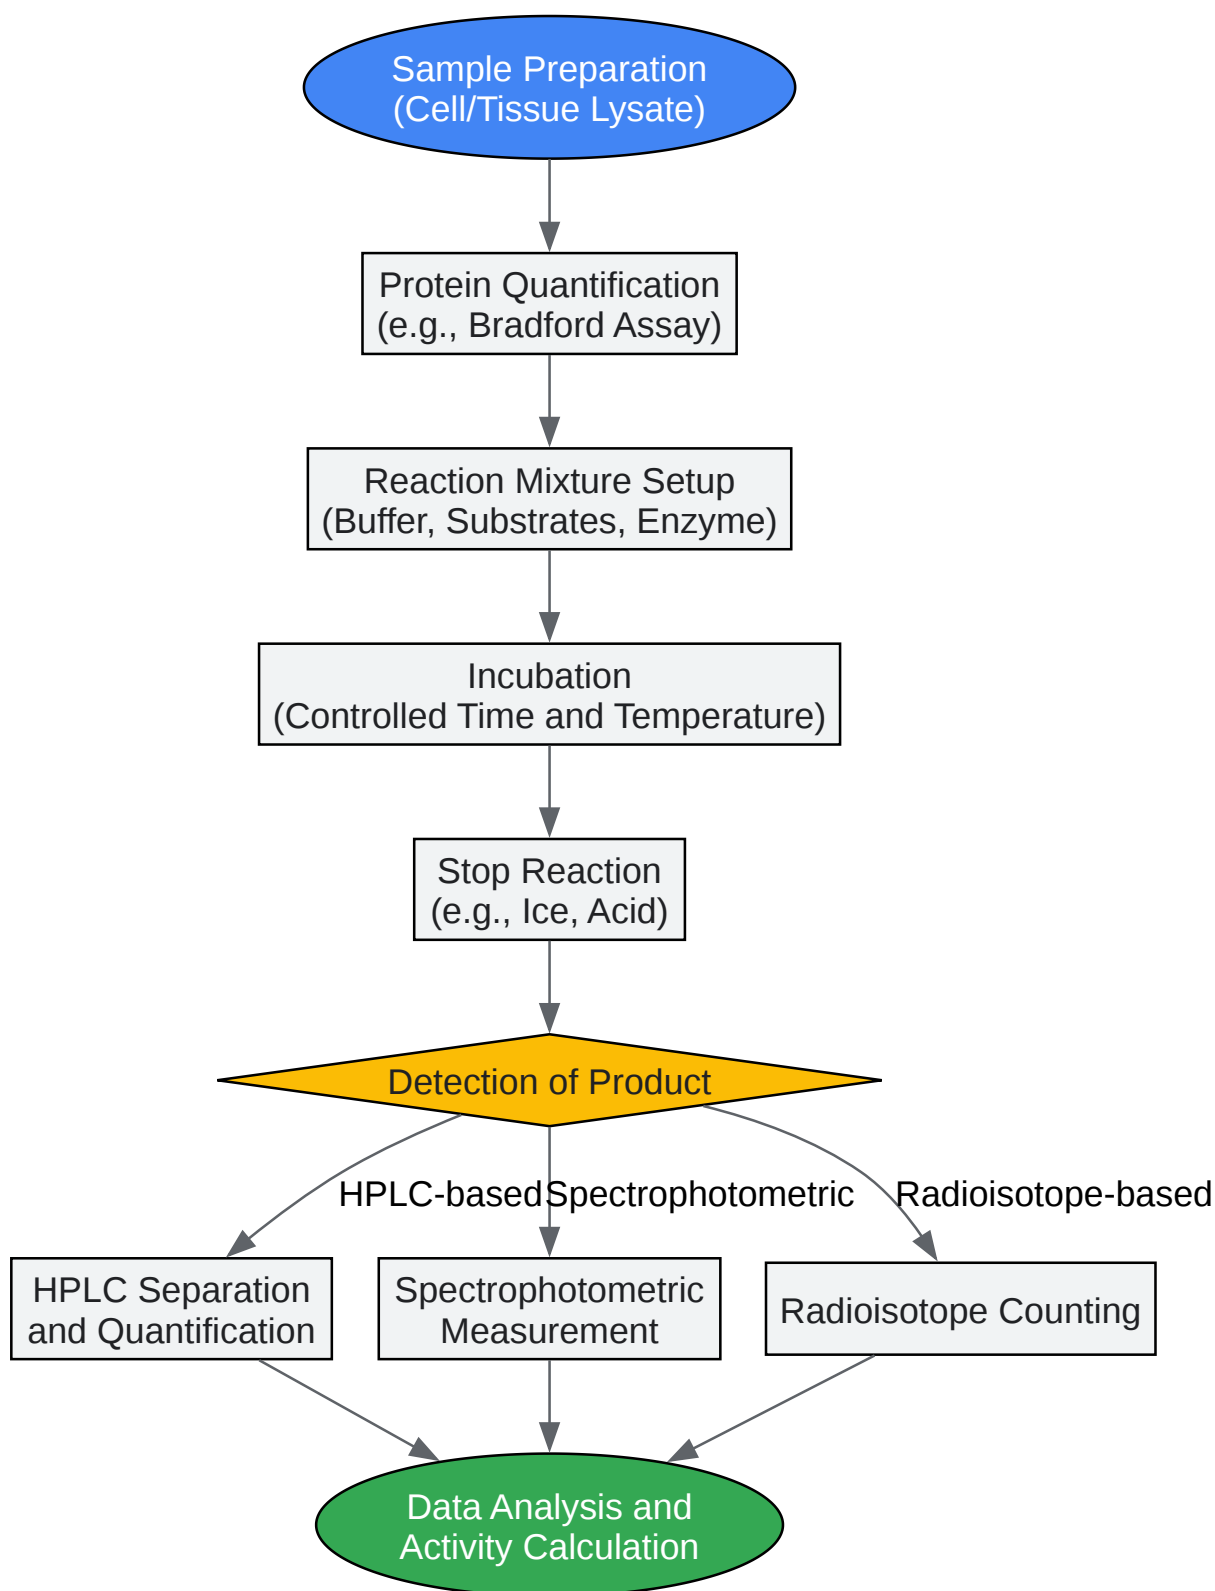 Sample Preparation
(Cell/Tissue Lysate)
Protein Quantification
(e.g., Bradford Assay)
Reaction Mixture Setup
(Buffer, Substrates, Enzyme)
Incubation
(Controlled Time and Temperature)
Stop Reaction
(e.g., Ice, Acid)
Detection of Product
HPLC-based
Spectrophotometric
Radioisotope-based
HPLC Separation
and Quantification
Spectrophotometric
Measurement
Radioisotope Counting
Data Analysis and
Activity Calculation